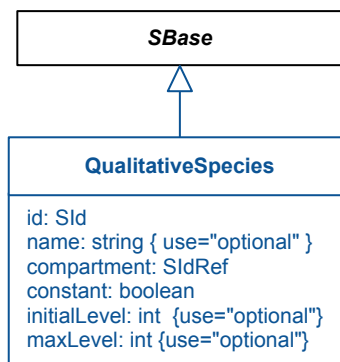 SBase
QualitativeSpecies
id: SId
name: string { use="optional" }
compartment: SIdRef
constant: boolean
initialLevel: int  {use="optional"}
maxLevel: int {use="optional"}